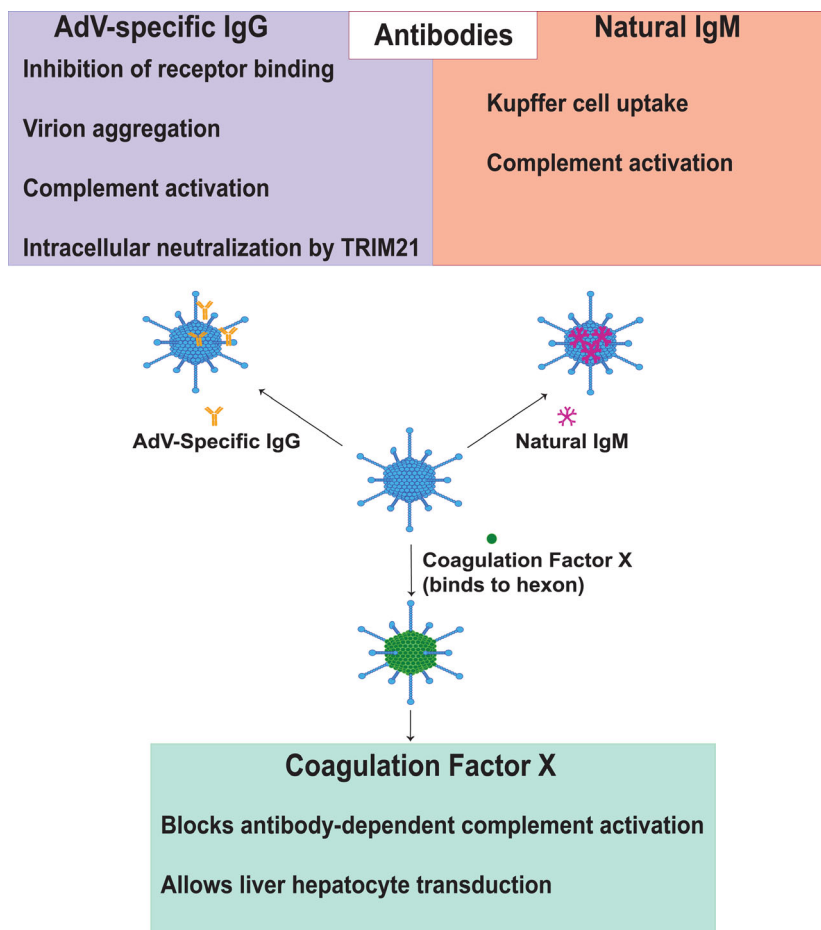 Antibodies
AdV-specific IgG
Inhibition of receptor binding
Virion aggregation
Complement activation
Intracellular neutralization by TRIM21
Natural IgM
Kupffer cell uptake
Complement activation
AdV-Specific IgG
Natural IgM
Coagulation Factor X
(binds to hexon)
Coagulation Factor X
Blocks antibody-dependent complement activation
Allows liver hepatocyte transduction